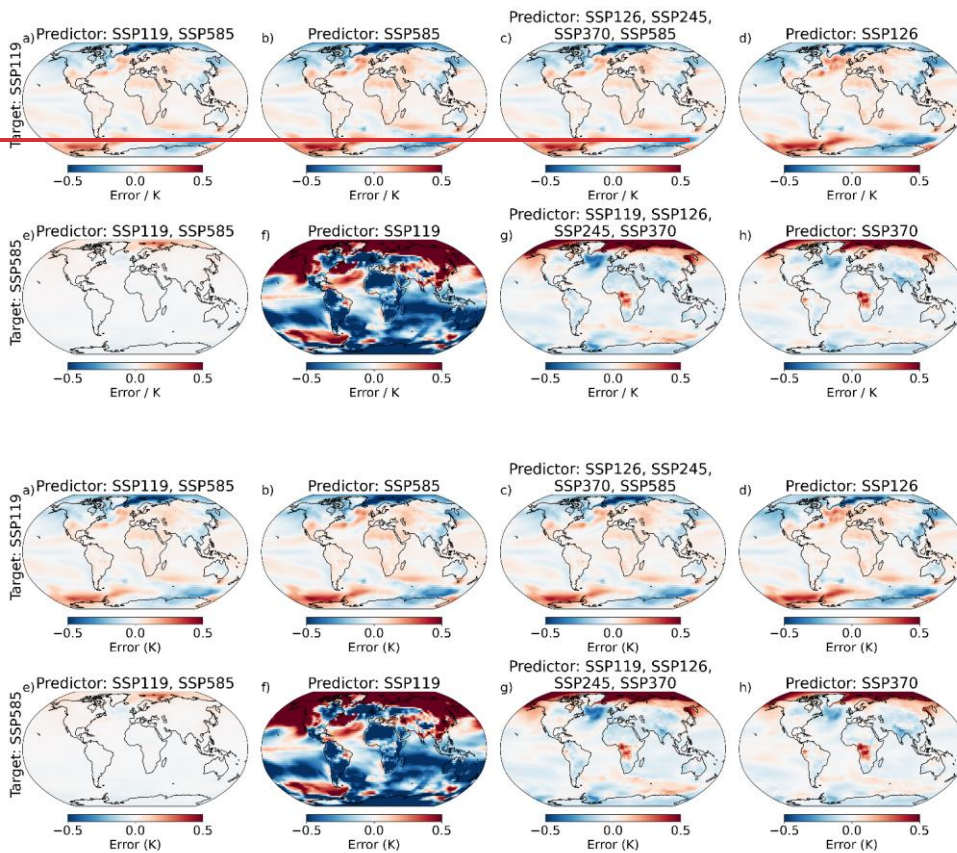 Predictor: SSP126, SSP245,
a) Predictor: SSP119, SSP585 b) Predictor: SSP585 c) SSP370, SSP585 d) Predictor: SSP126
Target: SSP119
−0.5 0.0 0.5 −0.5 0.0 0.5 −0.5 0.0 0.5 −0.5 0.0 0.5
Error / K Error / K Error / K Error / K
Predictor: SSP119, SSP126,
e) Predictor: SSP119, SSP585 f) Predictor: SSP119 g) SSP245, SSP370 h) Predictor: SSP370
Target: SSP585
−0.5 0.0 0.5 −0.5 0.0 0.5 −0.5 0.0 0.5 −0.5 0.0 0.5
Error / K Error / K Error / K Error / K
Predictor: SSP126, SSP245,
a) Predictor: SSP119, SSP585 b) Predictor: SSP585 c) SSP370, SSP585 d) Predictor: SSP126
Target: SSP119
−0.5 0.0 0.5 −0.5 0.0 0.5 −0.5 0.0 0.5 −0.5 0.0 0.5
Error (K) Error (K) Error (K) Error (K)
Predictor: SSP119, SSP126,
e) Predictor: SSP119, SSP585 f) Predictor: SSP119 g) SSP245, SSP370 h) Predictor: SSP370
Target: SSP585
−0.5 0.0 0.5 −0.5 0.0 0.5 −0.5 0.0 0.5 −0.5 0.0 0.5
Error (K) Error (K) Error (K) Error (K)